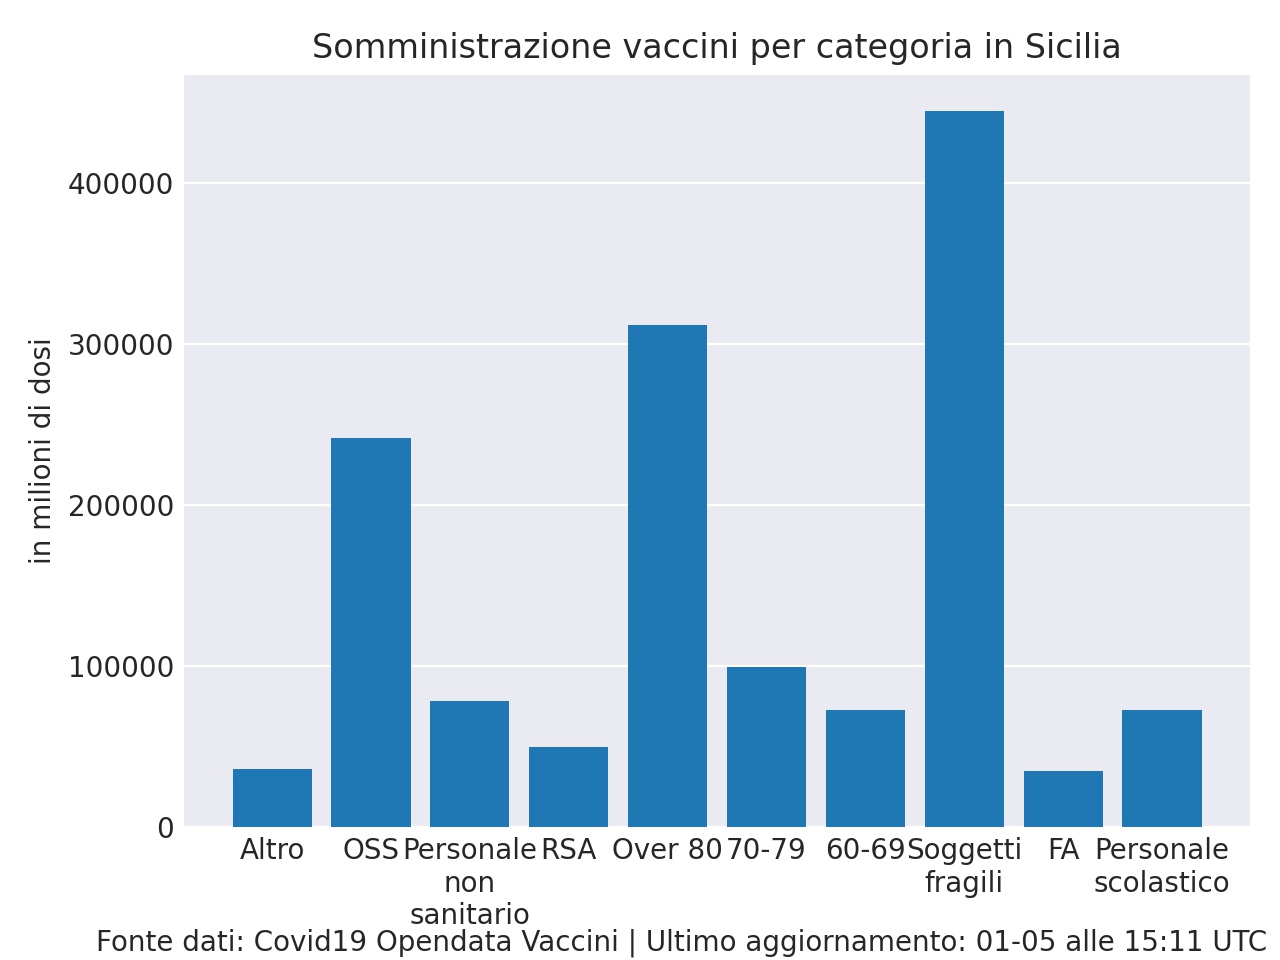 Somministrazione vaccini per categoria in Sicilia
in milioni di dosi
400000
300000
200000
100000
0
Altro
OSS
Personale
non
sanitario
RSA
Over 80
70-79
60-69
Soggetti
fragili
FA
Personale
scolastico
Fonte dati: Covid19 Opendata Vaccini | Ultimo aggiornamento: 01-05 alle 15:11 UTC